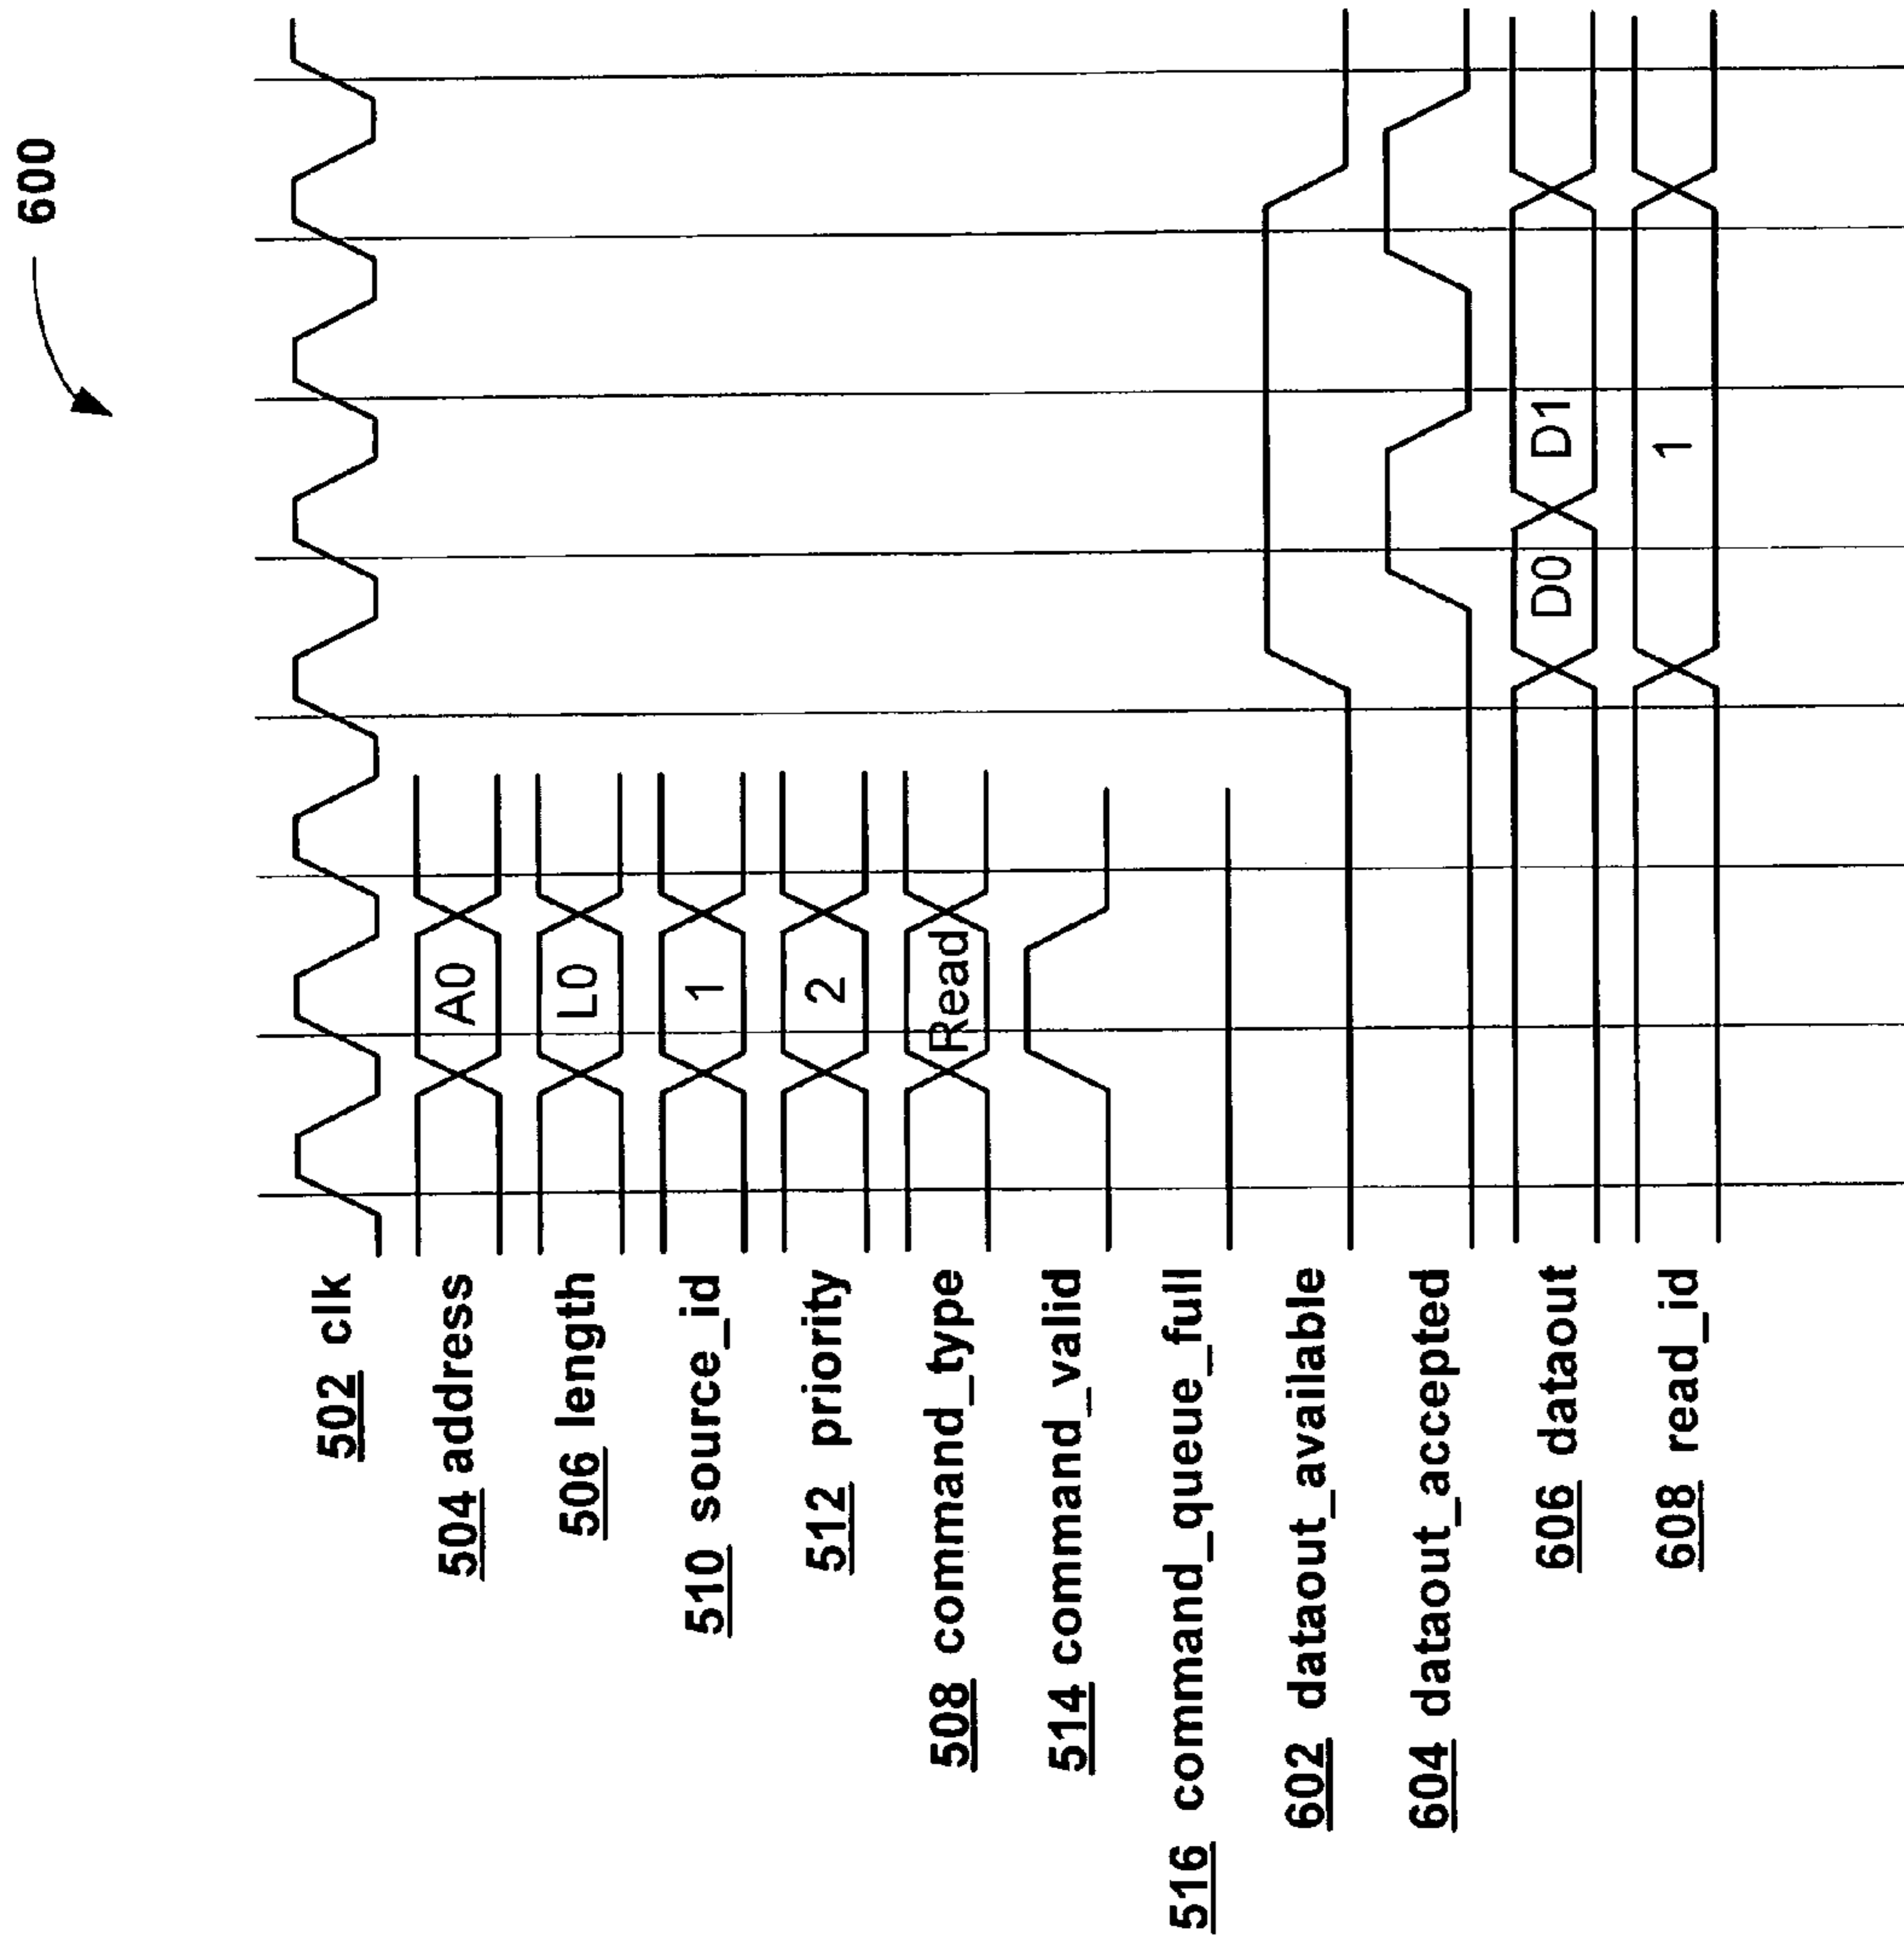 600
502 clk
504 address A0
506 length L0
510 source_id 1
512 priority 2
508 command_type Read
514 command_valid
516 command_queue_full
602 dataout_available
604 dataout_accepted
606 dataout D0 D1
608 read_id 1